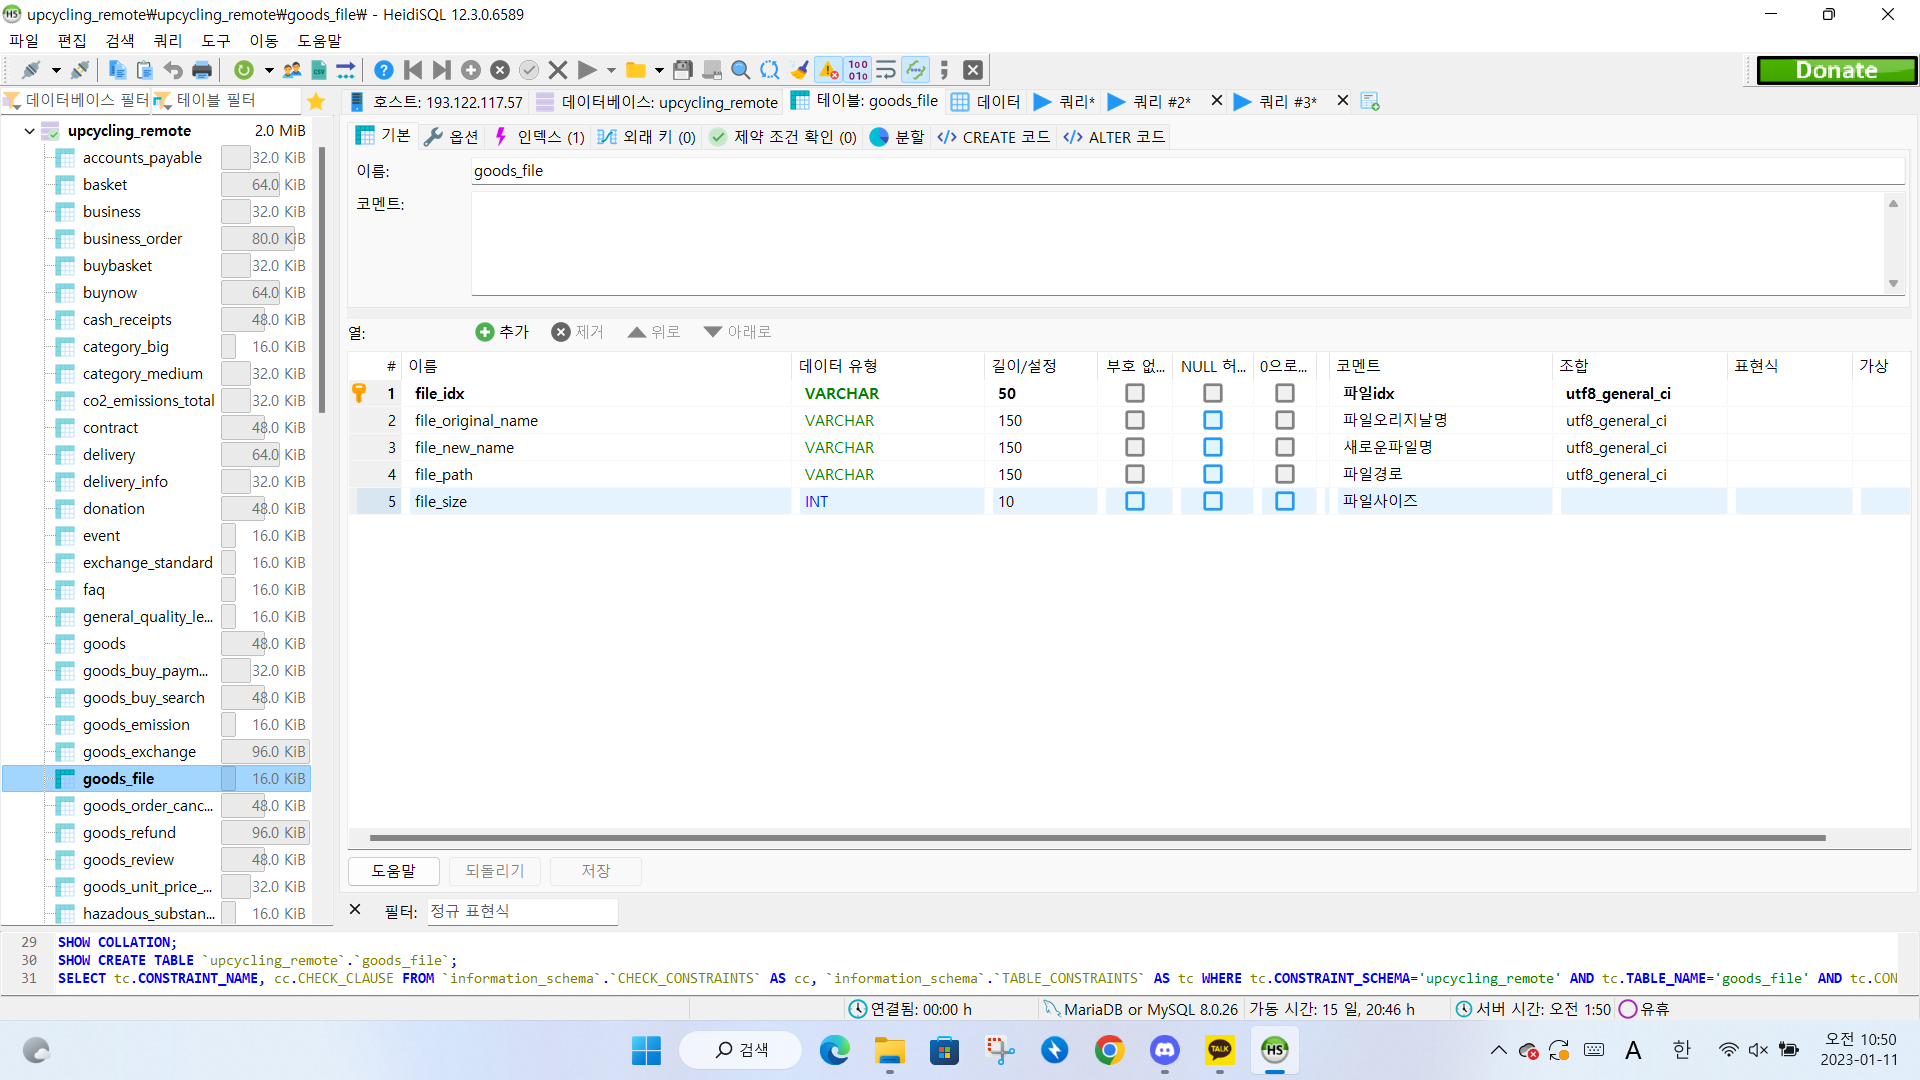 upcycling_remote₩upcycling_remote₩goods_file₩ - HeidiSQL 12.3.0.6589
파일 편집 검색 쿼리 도구 이동 도움말
Donate
데이터베이스 필터 테이블 필터
호스트: 193.122.117.57 데이터베이스: upcycling_remote 테이블: goods_file 데이터 쿼리* 쿼리 #2* 쿼리 #3*
upcycling_remote 2.0 MiB
accounts_payable 32.0 KiB
basket 64.0 KiB
business 32.0 KiB
business_order 80.0 KiB
buybasket 32.0 KiB
buynow 64.0 KiB
cash_receipts 48.0 KiB
category_big 16.0 KiB
category_medium 32.0 KiB
co2_emissions_total 32.0 KiB
contract 48.0 KiB
delivery 64.0 KiB
delivery_info 32.0 KiB
donation 48.0 KiB
event 16.0 KiB
exchange_standard 16.0 KiB
faq 16.0 KiB
general_quality_le... 16.0 KiB
goods 48.0 KiB
goods_buy_paym... 32.0 KiB
goods_buy_search 48.0 KiB
goods_emission 16.0 KiB
goods_exchange 96.0 KiB
goods_file 16.0 KiB
goods_order_canc... 48.0 KiB
goods_refund 96.0 KiB
goods_review 48.0 KiB
goods_unit_price_... 32.0 KiB
hazadous_substan... 16.0 KiB
기본 옵션 인덱스 (1) 외래 키 (0) 제약 조건 확인 (0) 분할 CREATE 코드 ALTER 코드
이름: goods_file
코멘트:
열: 추가 제거 위로 아래로
# 이름 데이터 유형 길이/설정 부호 없... NULL 허... 0으로... 코멘트 조합 표현식 가상
1 file_idx VARCHAR 50 파일idx utf8_general_ci
2 file_original_name VARCHAR 150 파일오리지날명 utf8_general_ci
3 file_new_name VARCHAR 150 새로운파일명 utf8_general_ci
4 file_path VARCHAR 150 파일경로 utf8_general_ci
5 file_size INT 10 파일사이즈
도움말 되돌리기 저장
필터: 정규 표현식
29 SHOW COLLATION;
30 SHOW CREATE TABLE `upcycling_remote`.`goods_file`;
31 SELECT tc.CONSTRAINT_NAME, cc.CHECK_CLAUSE FROM `information_schema`.`CHECK_CONSTRAINTS` AS cc, `information_schema`.`TABLE_CONSTRAINTS` AS tc WHERE tc.CONSTRAINT_SCHEMA='upcycling_remote' AND tc.TABLE_NAME='goods_file' AND tc.CON
연결됨: 00:00 h MariaDB or MySQL 8.0.26 가동 시간: 15 일, 20:46 h 서버 시간: 오전 1:50 유휴
검색 TALK HS A 한 오전 10:50
2023-01-11